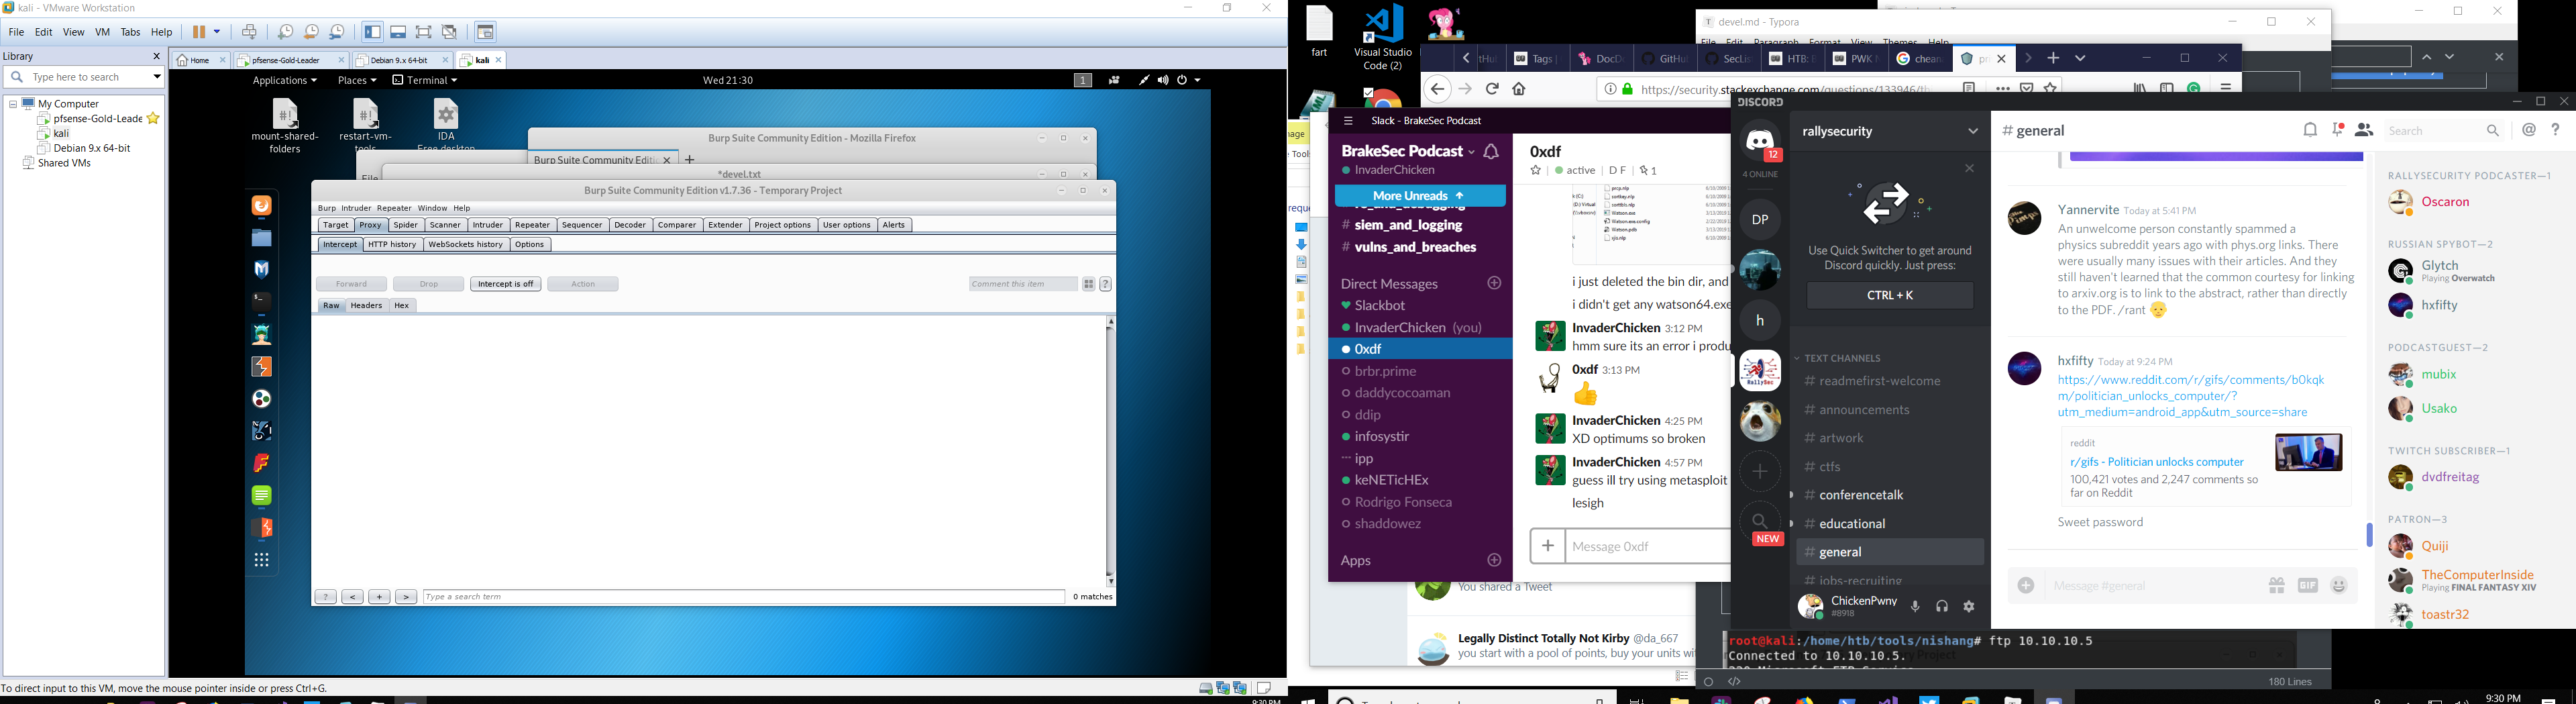 kali - VMware Workstation
File Edit View VM Tabs Help
Library
Type here to search
My Computer
pfsense-Gold-Leade
kali
Debian 9.x 64-bit
Shared VMs
Home
pfsense-Gold-Leader
Debian 9.x 64-bit
kali
Applications
Places
Terminal
Wed 21:30
1
mount-shared-folders
restart-vm-tools
IDA
Free desktop
Burp Suite Community Edition - Mozilla Firefox
Burp Suite Community Editi
File
*devel.txt
Burp Suite Community Edition v1.7.36 - Temporary Project
Burp Intruder Repeater Window Help
Target Proxy Spider Scanner Intruder Repeater Sequencer Decoder Comparer Extender Project options User options Alerts
Intercept HTTP history WebSockets history Options
Forward Drop Intercept is off Action
Comment this item
Raw Headers Hex
? < + >
Type a search term
0 matches
To direct input to this VM, move the mouse pointer inside or press Ctrl+G.
9:30 PM
fart
Visual Studio Code (2)
devel.md - Typora
File Edit Paragraph Format View Themes Help
Tags |
DocD
GitHu
SecLis
HTB: B
PWK N
chean
https://security.stackexchange.com/questions/133946/th
Slack - BrakeSec Podcast
BrakeSec Podcast
InvaderChicken
More Unreads
# siem_and_logging
# vulns_and_breaches
Direct Messages
Slackbot
InvaderChicken (you)
0xdf
brbr.prime
daddycocoaman
ddip
infosystir
ipp
keNETicHEx
Rodrigo Fonseca
shaddowez
Apps
0xdf
active | D F | 1
i just deleted the bin dir, and
i didn't get any watson64.exe
InvaderChicken 3:12 PM
hmm sure its an error i produ
0xdf 3:13 PM
InvaderChicken 4:25 PM
XD optimums so broken
InvaderChicken 4:57 PM
guess ill try using metasploit
lesigh
Message 0xdf
You shared a Tweet
Legally Distinct Totally Not Kirby @da_667
you start with a pool of points, buy your units wi
DISCORD
12
4 ONLINE
DP
h
NEW
rallysecurity
Use Quick Switcher to get around Discord quickly. Just press:
CTRL + K
TEXT CHANNELS
# readmefirst-welcome
# announcements
# artwork
# ctfs
# conferencetalk
# educational
# general
# jobs-recruiting
ChickenPwny
#8918
# general
Search
Yannervite Today at 5:41 PM
An unwelcome person constantly spammed a
physics subreddit years ago with phys.org links. There
were usually many issues with their articles. And they
still haven't learned that the common courtesy for linking
to arxiv.org is to link to the abstract, rather than directly
to the PDF. /rant
hxfifty Today at 9:24 PM
https://www.reddit.com/r/gifs/comments/b0kqk
m/politician_unlocks_computer/?
utm_medium=android_app&utm_source=share
reddit
r/gifs - Politician unlocks computer
100,421 votes and 2,247 comments so
far on Reddit
Sweet password
Message #general
GIF
RALLYSECURITY PODCASTER—1
Oscaron
RUSSIAN SPYBOT—2
Glytch
Playing Overwatch
hxfifty
PODCASTGUEST—2
mubix
Usako
TWITCH SUBSCRIBER—1
dvdfreitag
PATRON—3
Quiji
TheComputerInside
Playing FINAL FANTASY XIV
toastr32
root@kali:/home/htb/tools/nishang# ftp 10.10.10.5
Connected to 10.10.10.5.
180 Lines
9:30 PM